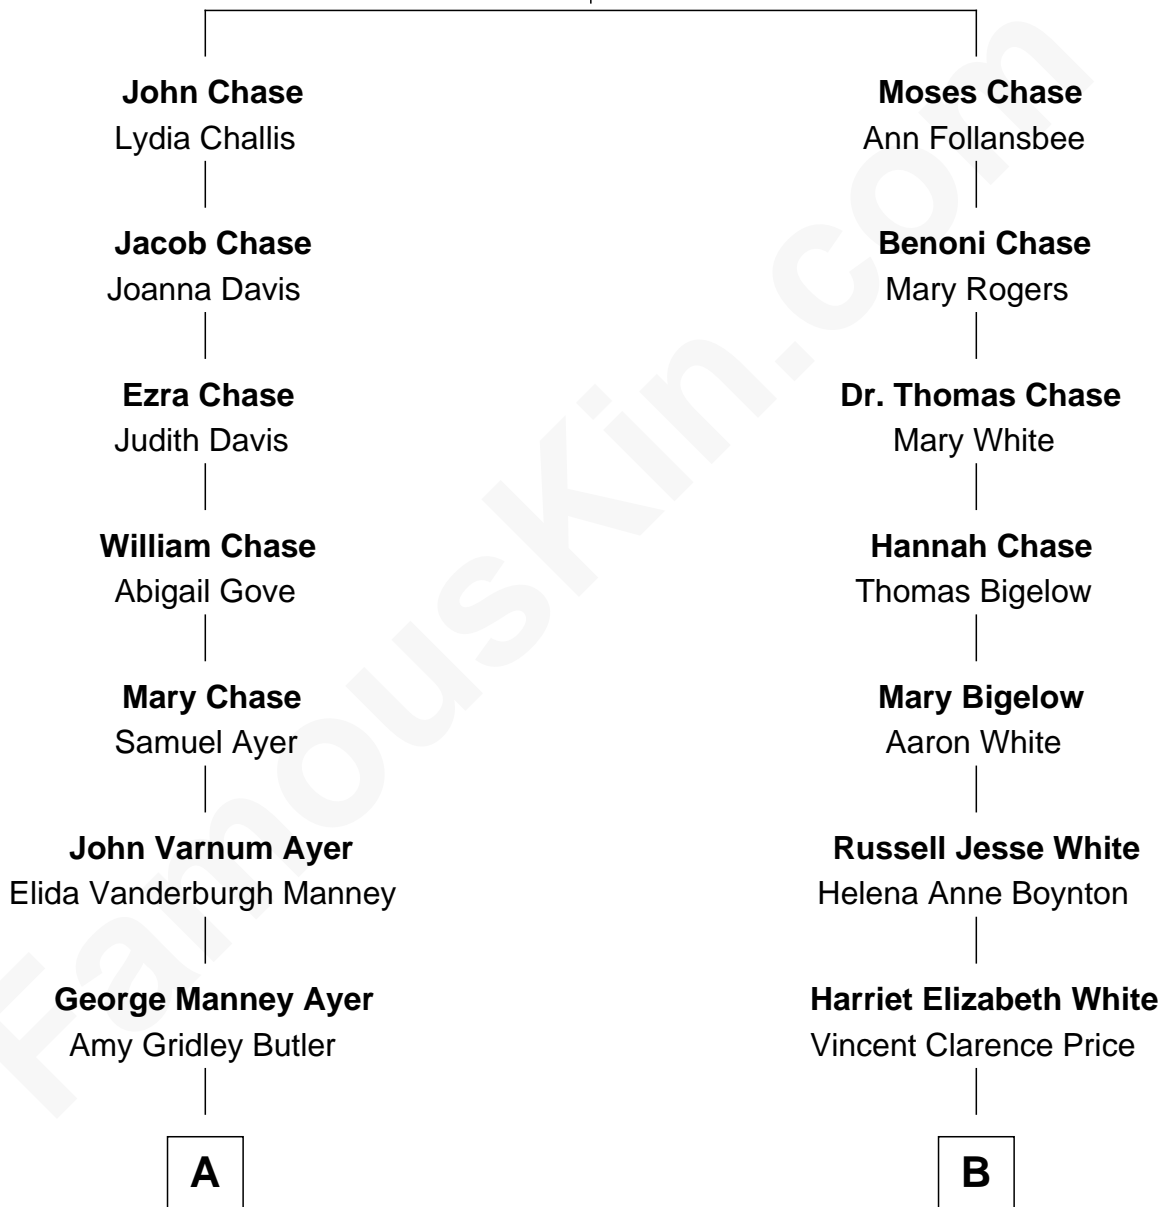 John Chase
Lydia Challis
Jacob Chase
Joanna Davis
Ezra Chase
Judith Davis
William Chase
Abigail Gove
Mary Chase
Samuel Ayer
John Varnum Ayer
Elida Vanderburgh Manney
George Manney Ayer
Amy Gridley Butler
A
Moses Chase
Ann Follansbee
Benoni Chase
Mary Rogers
Dr. Thomas Chase
Mary White
Hannah Chase
Thomas Bigelow
Mary Bigelow
Aaron White
Russell Jesse White
Helena Anne Boynton
Harriet Elizabeth White
Vincent Clarence Price
B
FamousKin.com